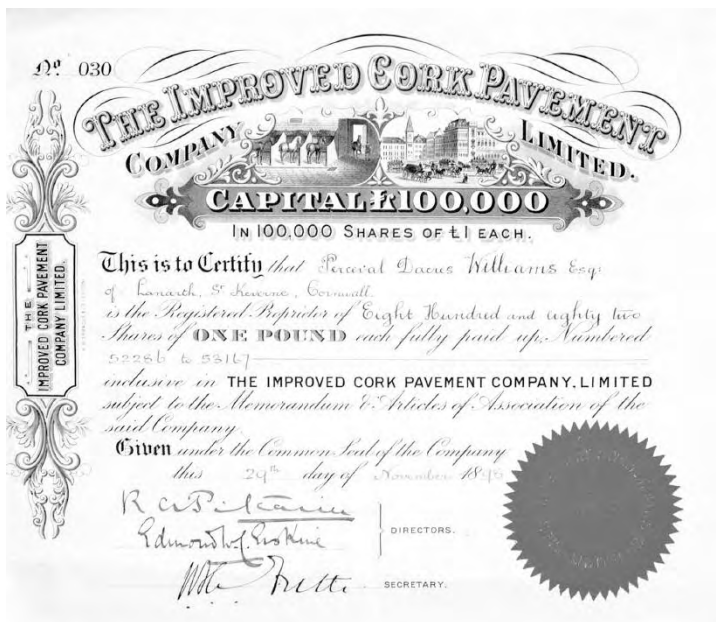 No 030
THE IMPROVED CORK PAVEMENT
COMPANY LIMITED.
CAPITAL £100,000
IN 100,000 SHARES OF £1 EACH.
THE
IMPROVED CORK PAVEMENT
COMPANY LIMITED.
This is to Certify that Perceval Dacres Williams Esq:
of Lanarth, St Keverne, Cornwall.
is the Registered Proprietor of Eight Hundred and eighty two
Shares of ONE POUND each fully paid up, Numbered
52286 to 53167
inclusive in THE IMPROVED CORK PAVEMENT COMPANY, LIMITED
subject to the Memorandum & Articles of Association of the
said Company.
Given under the Common Seal of the Company
this 29th day of November 1895
Edmond W. Erskine
DIRECTORS.
SECRETARY.